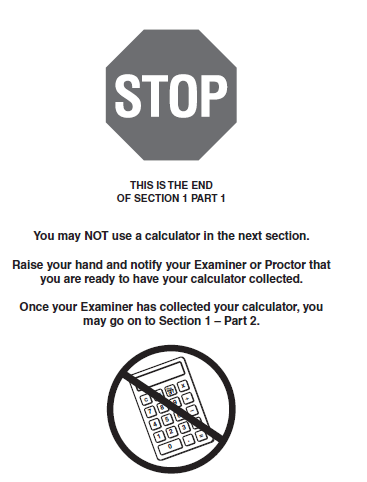 STOP
THIS IS THE END
OF SECTION 1 PART 1
You may NOT use a calculator in the next section.
Raise your hand and notify your Examiner or Proctor that
you are ready to have your calculator collected.
Once your Examiner has collected your calculator, you
may go on to Section 1 – Part 2.